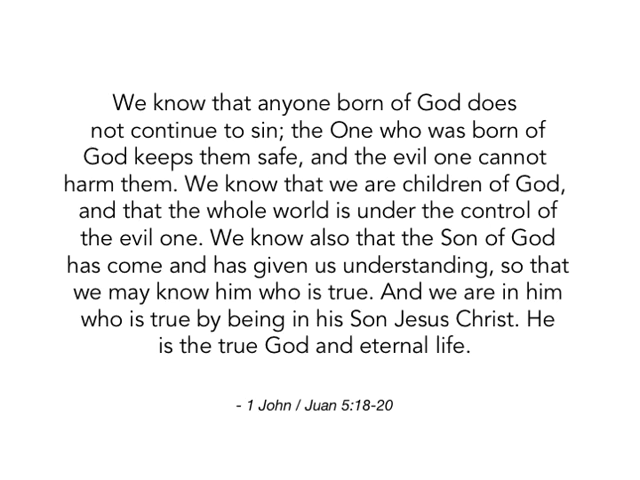 We know that anyone born of God does
not continue to sin; the One who was born of
God keeps them safe, and the evil one cannot
harm them. We know that we are children of God,
and that the whole world is under the control of
the evil one. We know also that the Son of God
has come and has given us understanding, so that
we may know him who is true. And we are in him
who is true by being in his Son Jesus Christ. He
is the true God and eternal life.
- 1 John / Juan 5:18-20